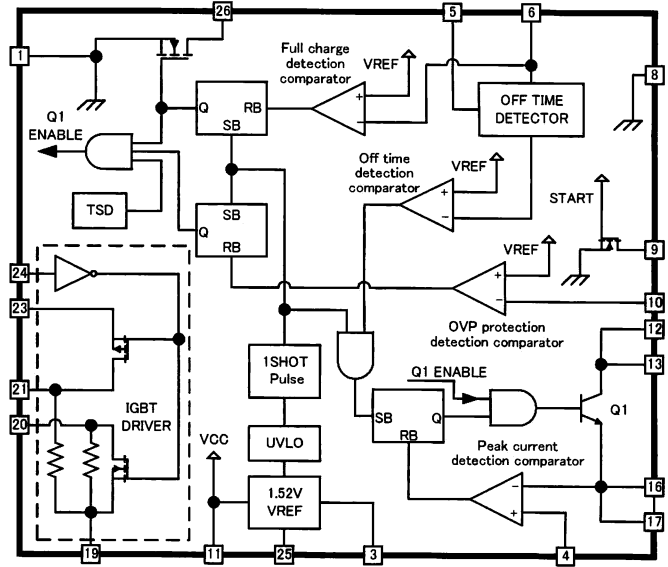 26
5
6
1
8
Full charge
detection
comparator
VREF
Q1
ENABLE
Q
RB
SB
OFF TIME
DETECTOR
Off time
detection
comparator
VREF
TSD
SB
Q
RB
START
VREF
9
24
10
23
OVP protection
detection comparator
12
13
1SHOT
Pulse
Q1 ENABLE
21
IGBT
DRIVER
SB
Q
RB
Q1
20
VCC
UVLO
Peak current
detection comparator
1.52V
VREF
16
17
19
11
25
3
4
+
−
+
−
+
−
−
+